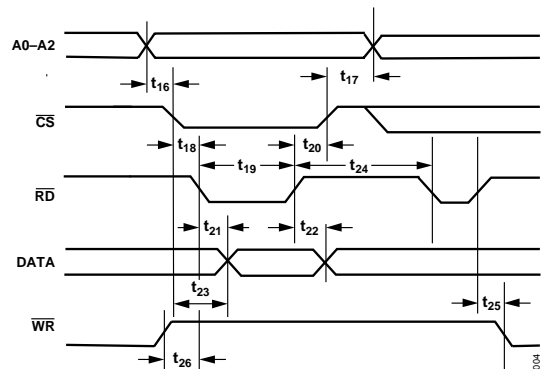 A0–A2
t16
t17
CS
t18
t20
t19
t24
RD
t21
t22
DATA
t23
t25
WR
t26
004